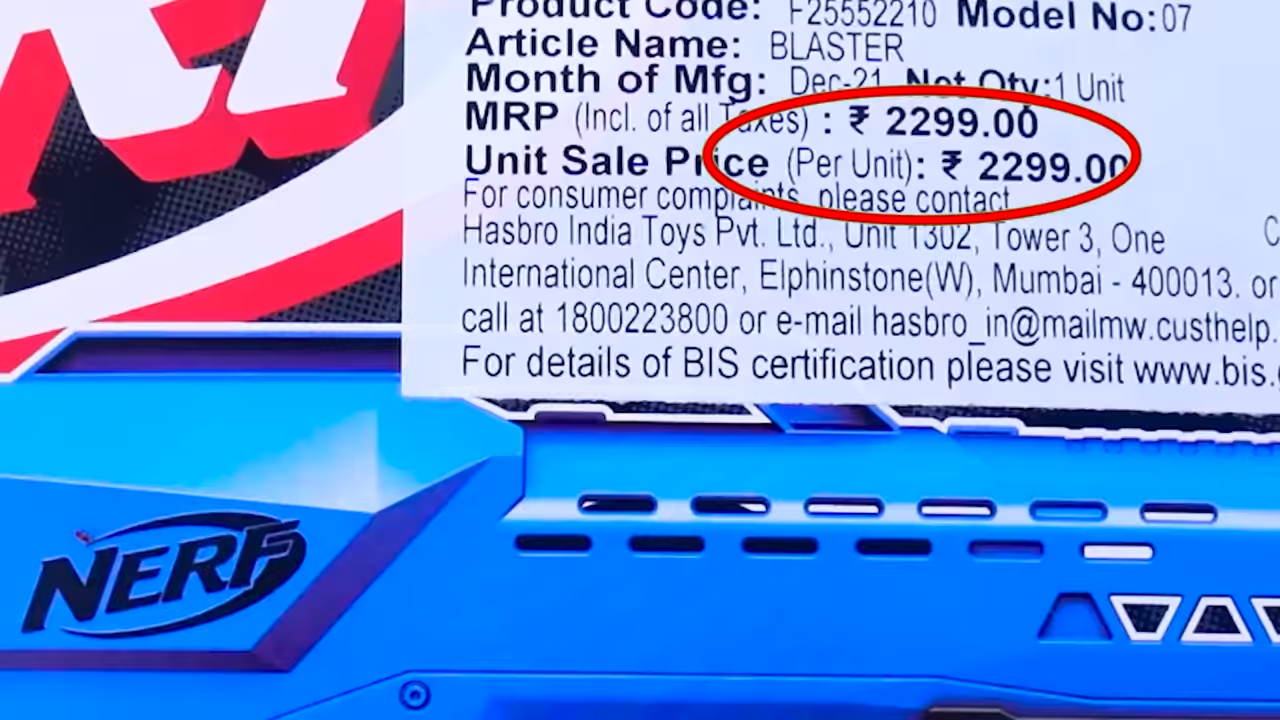 Product Code: F25552210 Model No:07
Article Name: BLASTER
Month of Mfg: Dec-21 Net Qty:1 Unit
MRP (Incl. of all Taxes) : ₹ 2299.00
Unit Sale Price (Per Unit): ₹ 2299.00
For consumer complaints, please contact
Hasbro India Toys Pvt. Ltd., Unit 1302, Tower 3, One
International Center, Elphinstone(W), Mumbai - 400013. or
call at 1800223800 or e-mail hasbro_in@mailmw.custhelp.
For details of BIS certification please visit www.bis.
NERF